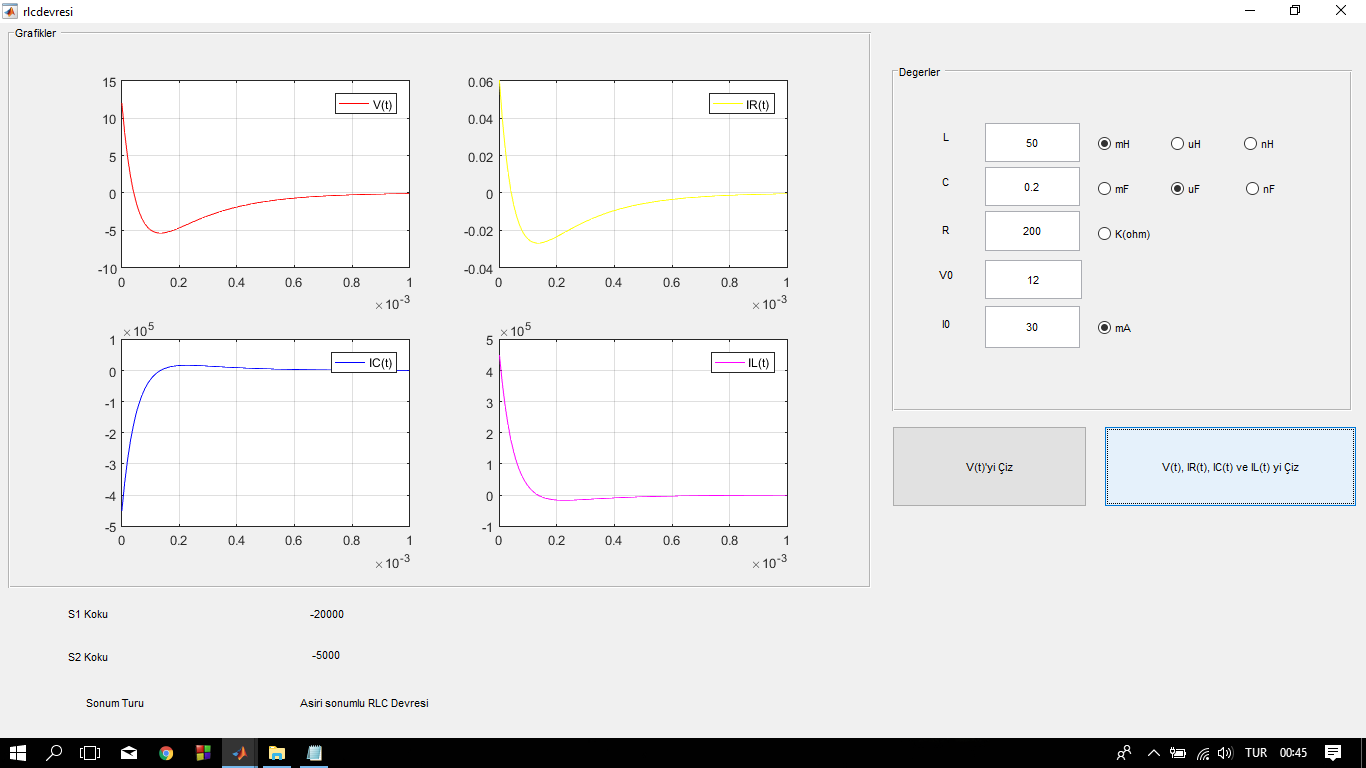 rlcdevresi
Grafikler
15
10
5
0
-5
-10
0 0.2 0.4 0.6 0.8 1
×10-3
V(t)
0.06
0.04
0.02
0
-0.02
-0.04
0 0.2 0.4 0.6 0.8 1
×10-3
IR(t)
×10 5
1
0
-1
-2
-3
-4
-5
0 0.2 0.4 0.6 0.8 1
×10-3
IC(t)
×10 5
5
4
3
2
1
0
-1
0 0.2 0.4 0.6 0.8 1
×10-3
IL(t)
Degerler
L 50 mH uH nH
C 0.2 mF uF nF
R 200 K(ohm)
V0 12
I0 30 mA
V(t)'yi Çiz
V(t), IR(t), IC(t) ve IL(t) yi Çiz
S1 Koku -20000
S2 Koku -5000
Sonum Turu Asiri sonumlu RLC Devresi
TUR 00:45